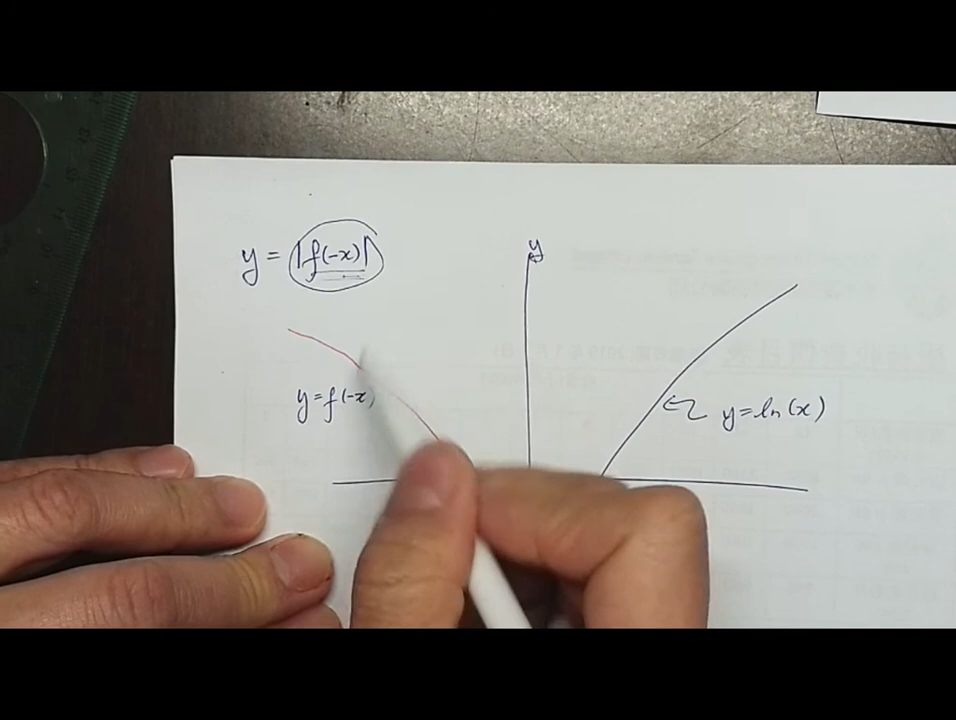 y = |f(-x)|
y
y=f(-x)
y=ln(x)